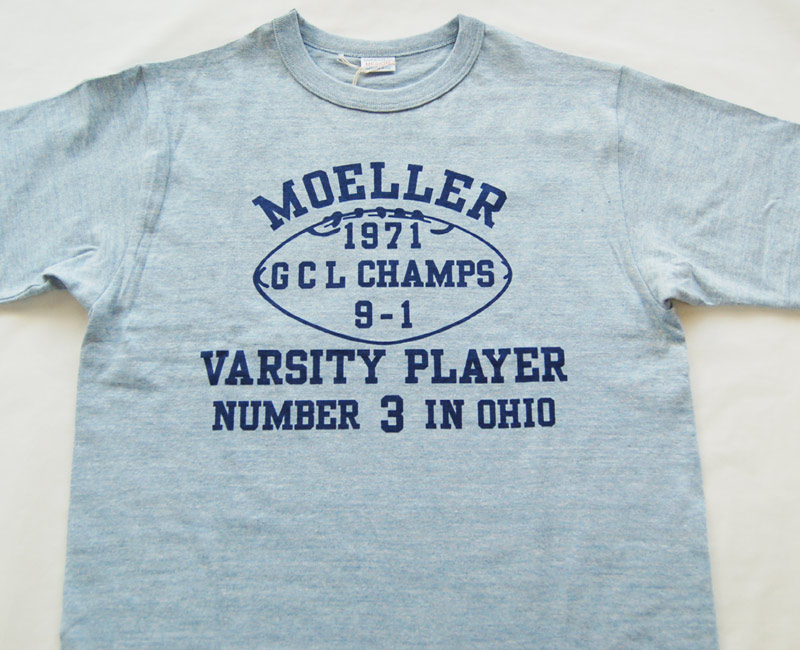 MOELLER
1971
G C L CHAMPS
9-1
VARSITY PLAYER
NUMBER 3 IN OHIO